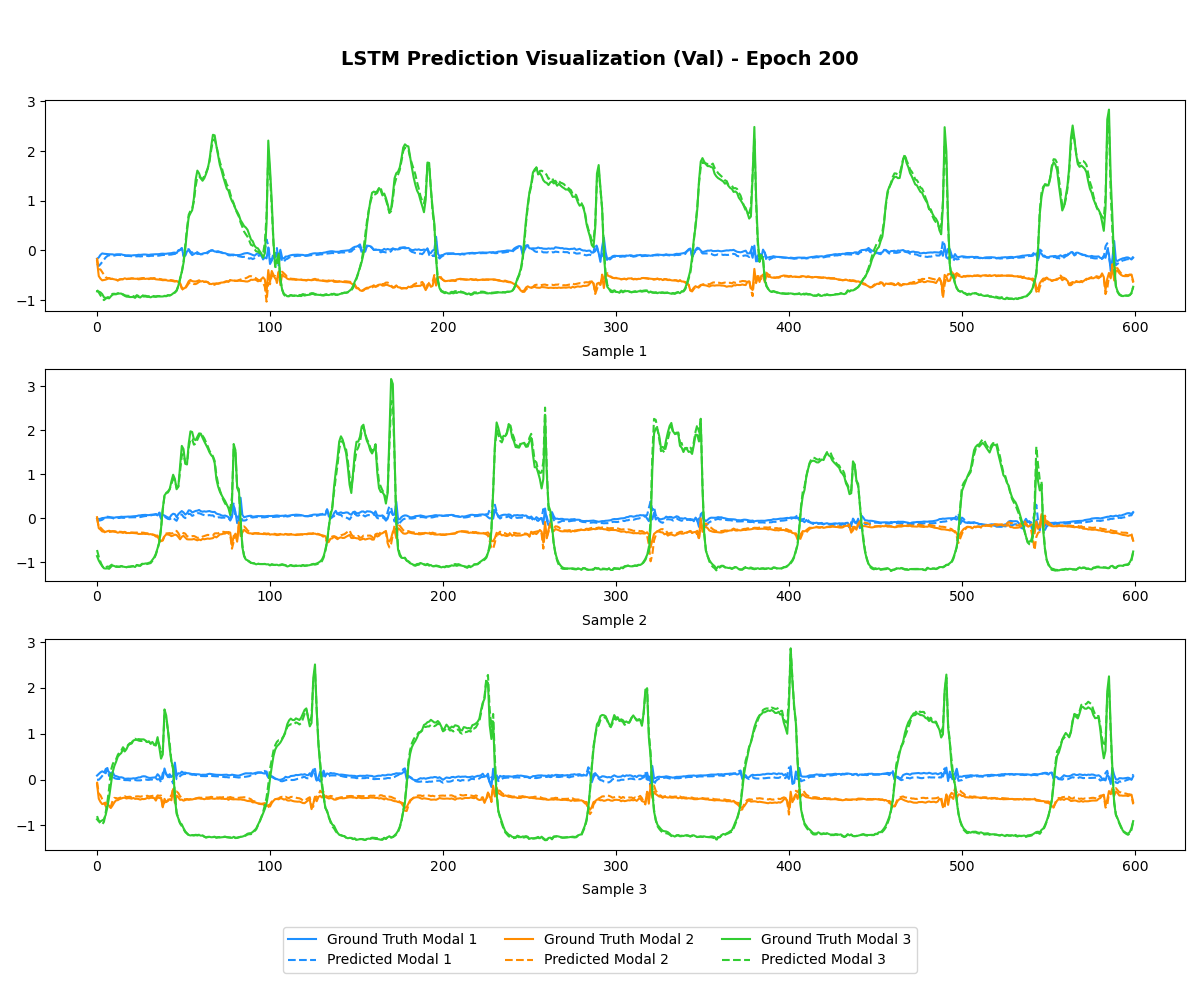 LSTM Prediction Visualization (Val) - Epoch 200
3
2
1
0
−1
0 100 200 300 400 500 600
Sample 1
3
2
1
0
−1
0 100 200 300 400 500 600
Sample 2
3
2
1
0
−1
0 100 200 300 400 500 600
Sample 3
Ground Truth Modal 1 Ground Truth Modal 2 Ground Truth Modal 3
Predicted Modal 1 Predicted Modal 2 Predicted Modal 3